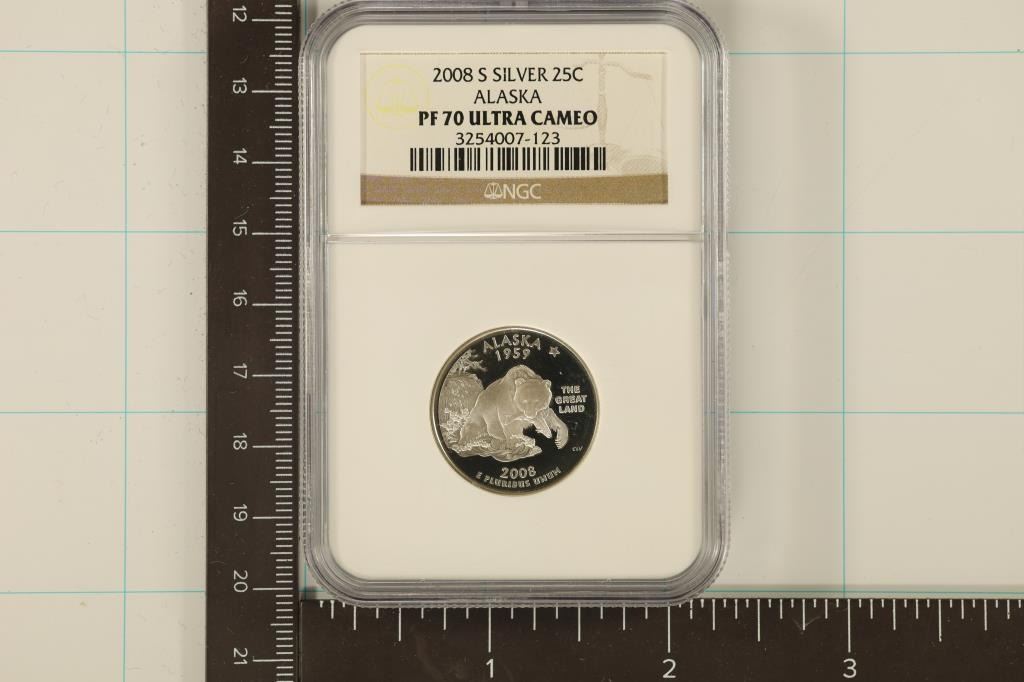 2008 S SILVER 25C
ALASKA
PF 70 ULTRA CAMEO
3254007-123
NGC
ALASKA
1959
THE
GREAT
LAND
2008
E PLURIBUS UNUM
12
13
14
15
16
17
18
19
20
21
1 2 3